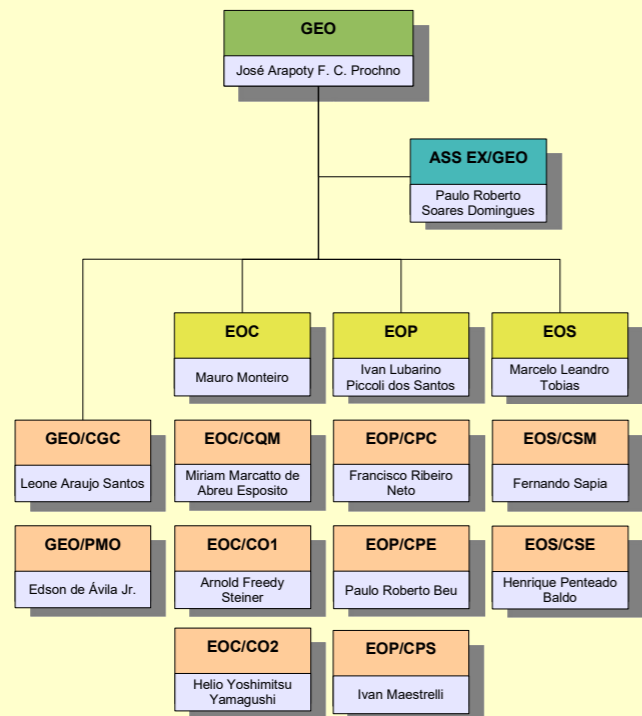 GEO
José Arapoty F. C. Prochno
ASS EX/GEO
Paulo Roberto
Soares Domingues
EOC
Mauro Monteiro
EOP
Ivan Lubarino
Piccoli dos Santos
EOS
Marcelo Leandro
Tobias
GEO/CGC
Leone Araujo Santos
EOC/CQM
Miriam Marcatto de
Abreu Esposito
EOP/CPC
Francisco Ribeiro
Neto
EOS/CSM
Fernando Sapia
GEO/PMO
Edson de Ávila Jr.
EOC/CO1
Arnold Freedy
Steiner
EOP/CPE
Paulo Roberto Beu
EOS/CSE
Henrique Penteado
Baldo
EOC/CO2
Helio Yoshimitsu
Yamagushi
EOP/CPS
Ivan Maestrelli